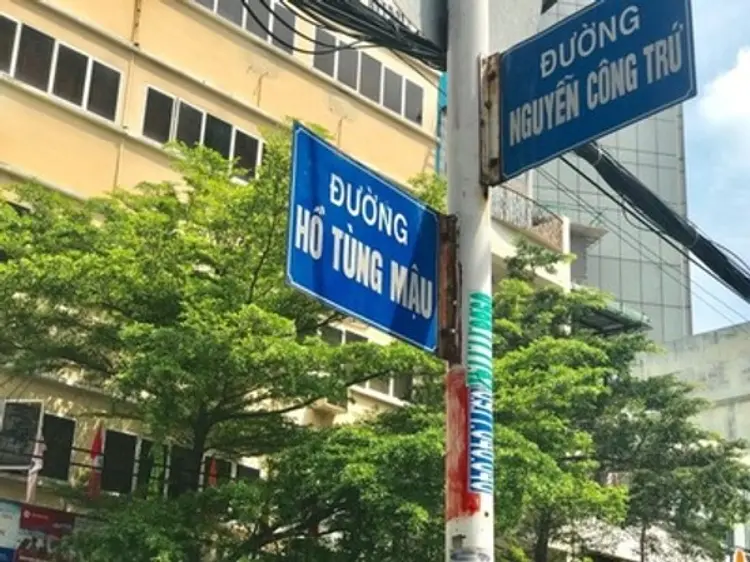 ĐƯỜNG
NGUYỄN CÔNG TRỨ
ĐƯỜNG
HỒ TÙNG MẬU